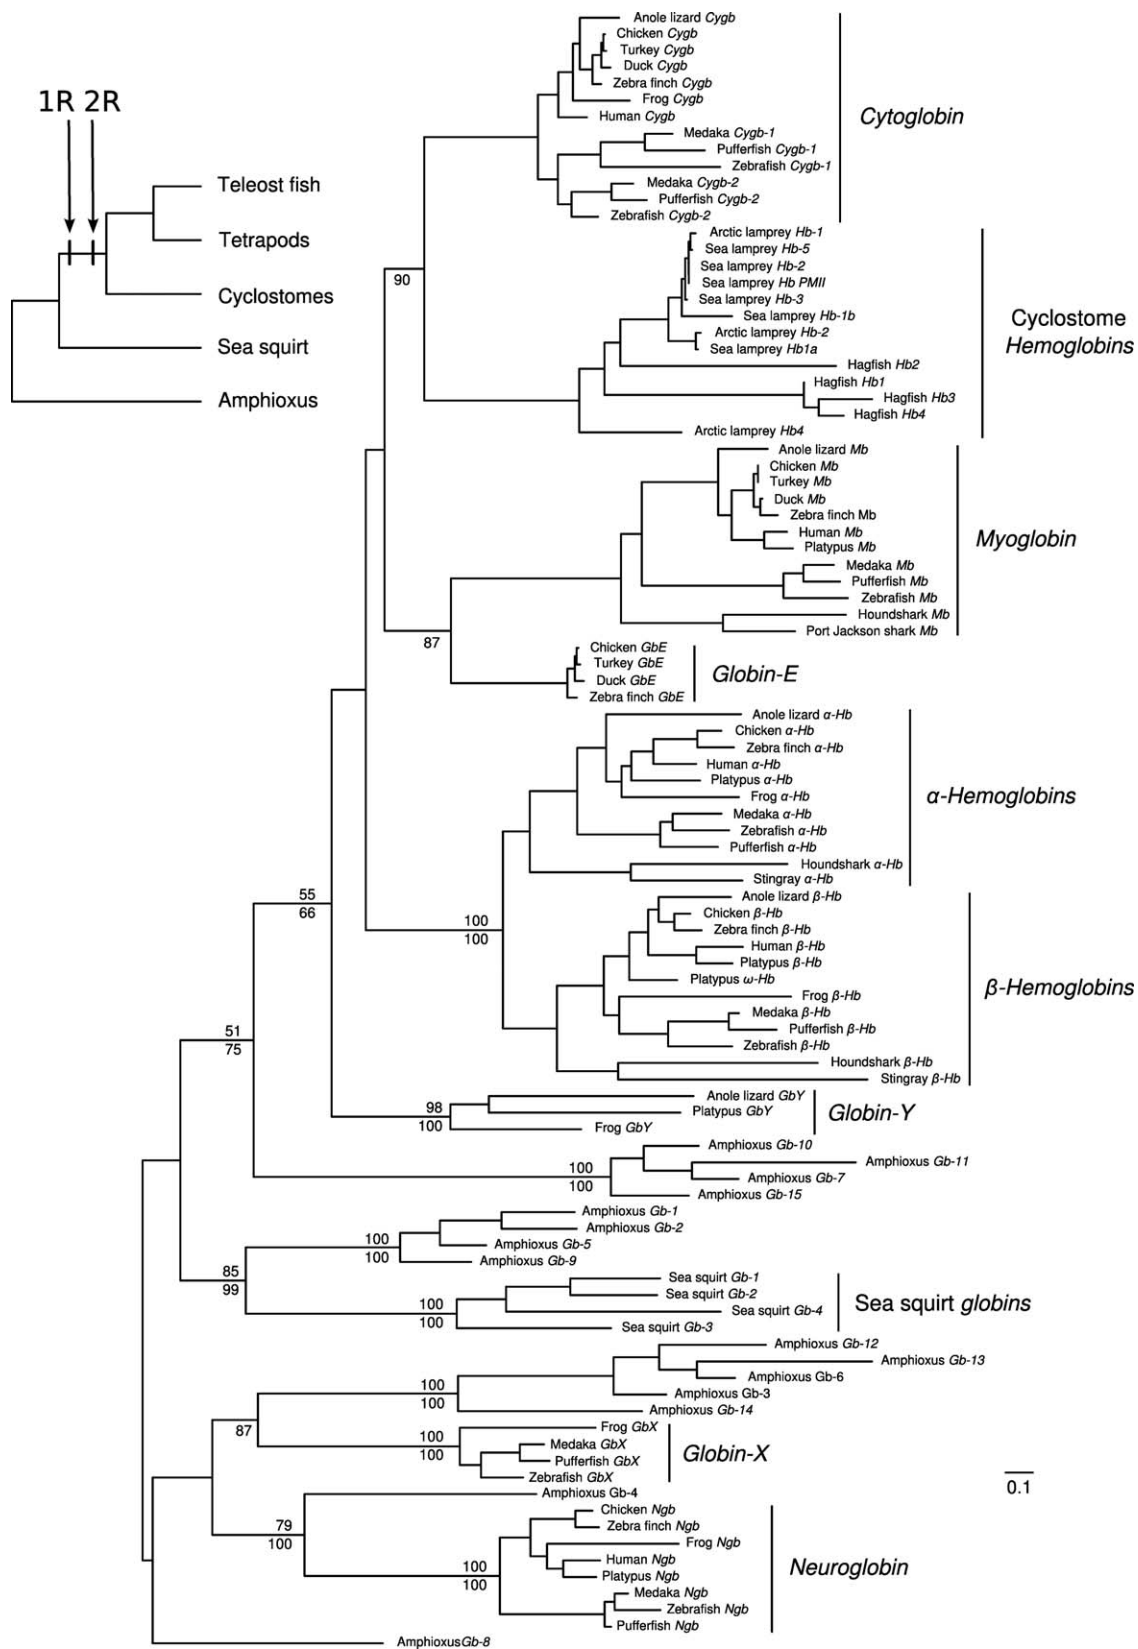 1R 2R
Teleost fish
Tetrapods
Cyclostomes
Sea squirt
Amphioxus
Anole lizard Cygb
Chicken Cygb
Turkey Cygb
Duck Cygb
Zebra finch Cygb
Frog Cygb
Human Cygb
Medaka Cygb-1
Pufferfish Cygb-1
Zebrafish Cygb-1
Medaka Cygb-2
Pufferfish Cygb-2
Zebrafish Cygb-2
Cytoglobin
Arctic lamprey Hb-1
Sea lamprey Hb-5
Sea lamprey Hb-2
Sea lamprey Hb PMII
Sea lamprey Hb-3
Sea lamprey Hb-1b
Arctic lamprey Hb-2
Sea lamprey Hb1a
Hagfish Hb2
Hagfish Hb1
Hagfish Hb3
Hagfish Hb4
Arctic lamprey Hb4
Cyclostome
Hemoglobins
90
Anole lizard Mb
Chicken Mb
Turkey Mb
Duck Mb
Zebra finch Mb
Human Mb
Platypus Mb
Medaka Mb
Pufferfish Mb
Zebrafish Mb
Houndshark Mb
Port Jackson shark Mb
Myoglobin
87
Chicken GbE
Turkey GbE
Duck GbE
Zebra finch GbE
Globin-E
Anole lizard α-Hb
Chicken α-Hb
Zebra finch α-Hb
Human α-Hb
Platypus α-Hb
Frog α-Hb
Medaka α-Hb
Zebrafish α-Hb
Pufferfish α-Hb
Houndshark α-Hb
Stingray α-Hb
α-Hemoglobins
55
66
100
100
Anole lizard β-Hb
Chicken β-Hb
Zebra finch β-Hb
Human β-Hb
Platypus β-Hb
Platypus ω-Hb
Frog β-Hb
Medaka β-Hb
Pufferfish β-Hb
Zebrafish β-Hb
Houndshark β-Hb
Stingray β-Hb
β-Hemoglobins
51
75
98
100
Anole lizard GbY
Platypus GbY
Frog GbY
Globin-Y
100
100
Amphioxus Gb-10
Amphioxus Gb-11
Amphioxus Gb-7
Amphioxus Gb-15
100
100
Amphioxus Gb-1
Amphioxus Gb-2
Amphioxus Gb-5
Amphioxus Gb-9
85
99
100
100
Sea squirt Gb-1
Sea squirt Gb-2
Sea squirt Gb-4
Sea squirt Gb-3
Sea squirt globins
100
100
Amphioxus Gb-12
Amphioxus Gb-13
Amphioxus Gb-6
Amphioxus Gb-3
Amphioxus Gb-14
87
100
100
Frog GbX
Medaka GbX
Pufferfish GbX
Zebrafish GbX
Globin-X
0.1
79
100
Amphioxus Gb-4
100
100
Chicken Ngb
Zebra finch Ngb
Frog Ngb
Human Ngb
Platypus Ngb
Medaka Ngb
Zebrafish Ngb
Pufferfish Ngb
Neuroglobin
AmphioxusGb-8